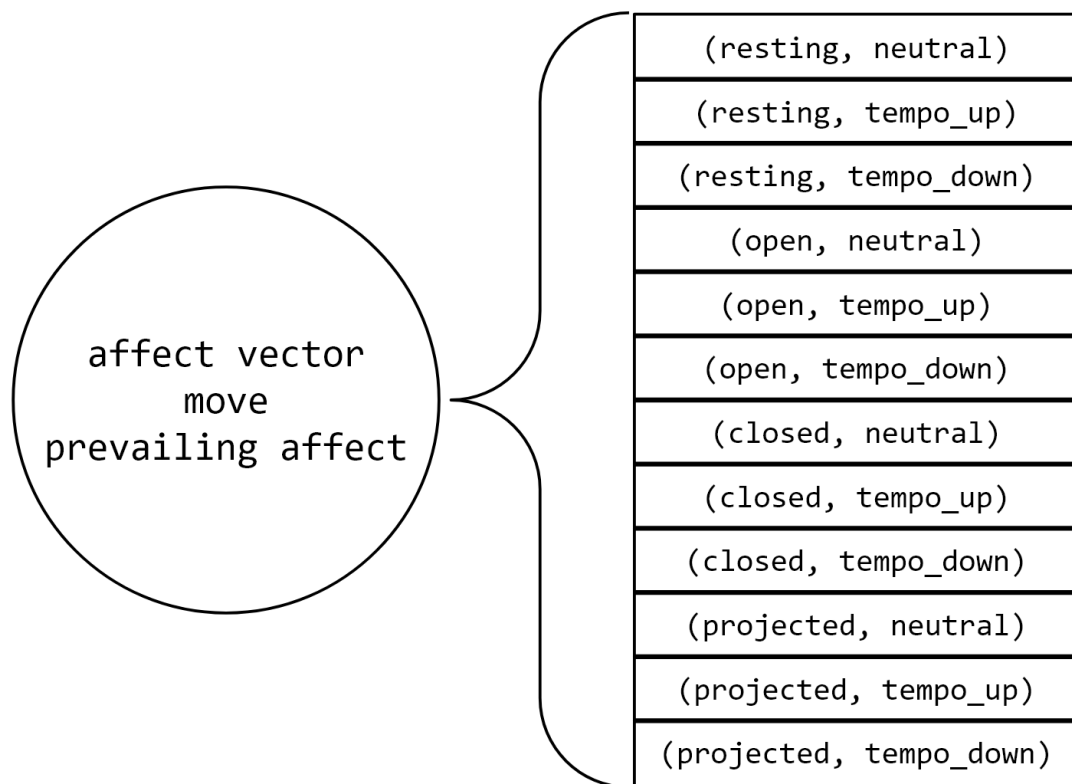 affect vector
move
prevailing affect
(resting, neutral)
(resting, tempo_up)
(resting, tempo_down)
(open, neutral)
(open, tempo_up)
(open, tempo_down)
(closed, neutral)
(closed, tempo_up)
(closed, tempo_down)
(projected, neutral)
(projected, tempo_up)
(projected, tempo_down)